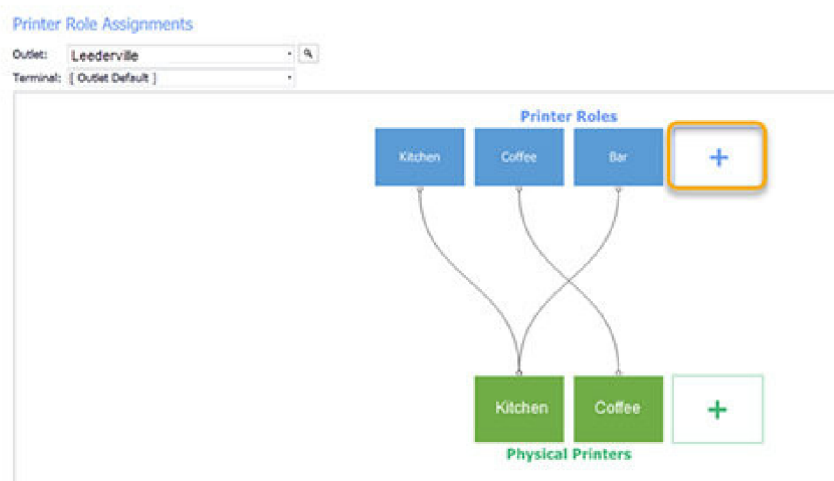 Printer Role Assignments
Outlet: Leederville
Terminal: [ Outlet Default ]
Printer Roles
Kitchen Coffee Bar +
Kitchen Coffee +
Physical Printers